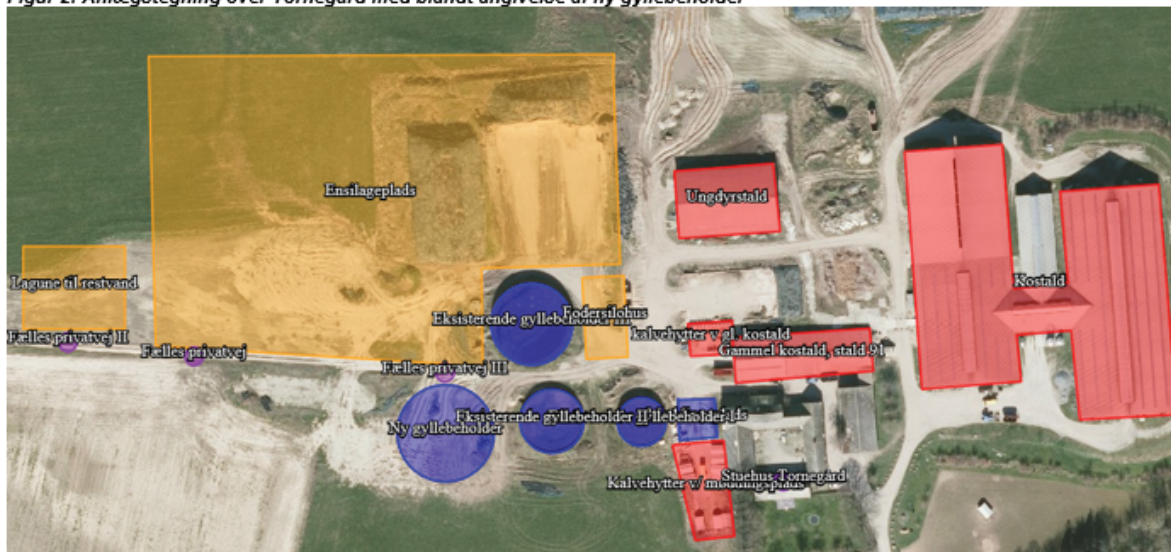 Figur 2. Anlægstegning over Tornegård med blandt angivelse af ny gyllebeholder
Ensilageplads
Ungdyrstald
Lagune til restvand
Kostald
Fodersilohus
Eksisterende gyllebeholder III
kalvehytter v gl. kostald
Fælles privatvej II
Fælles privatvej
Gammel kostald, stald 91
Fælles privatvej III
Eksisterende gyllebeholder II
Ny gyllebeholder
Stuehus Tornegård
Kalvehytter v/ møddingsplads